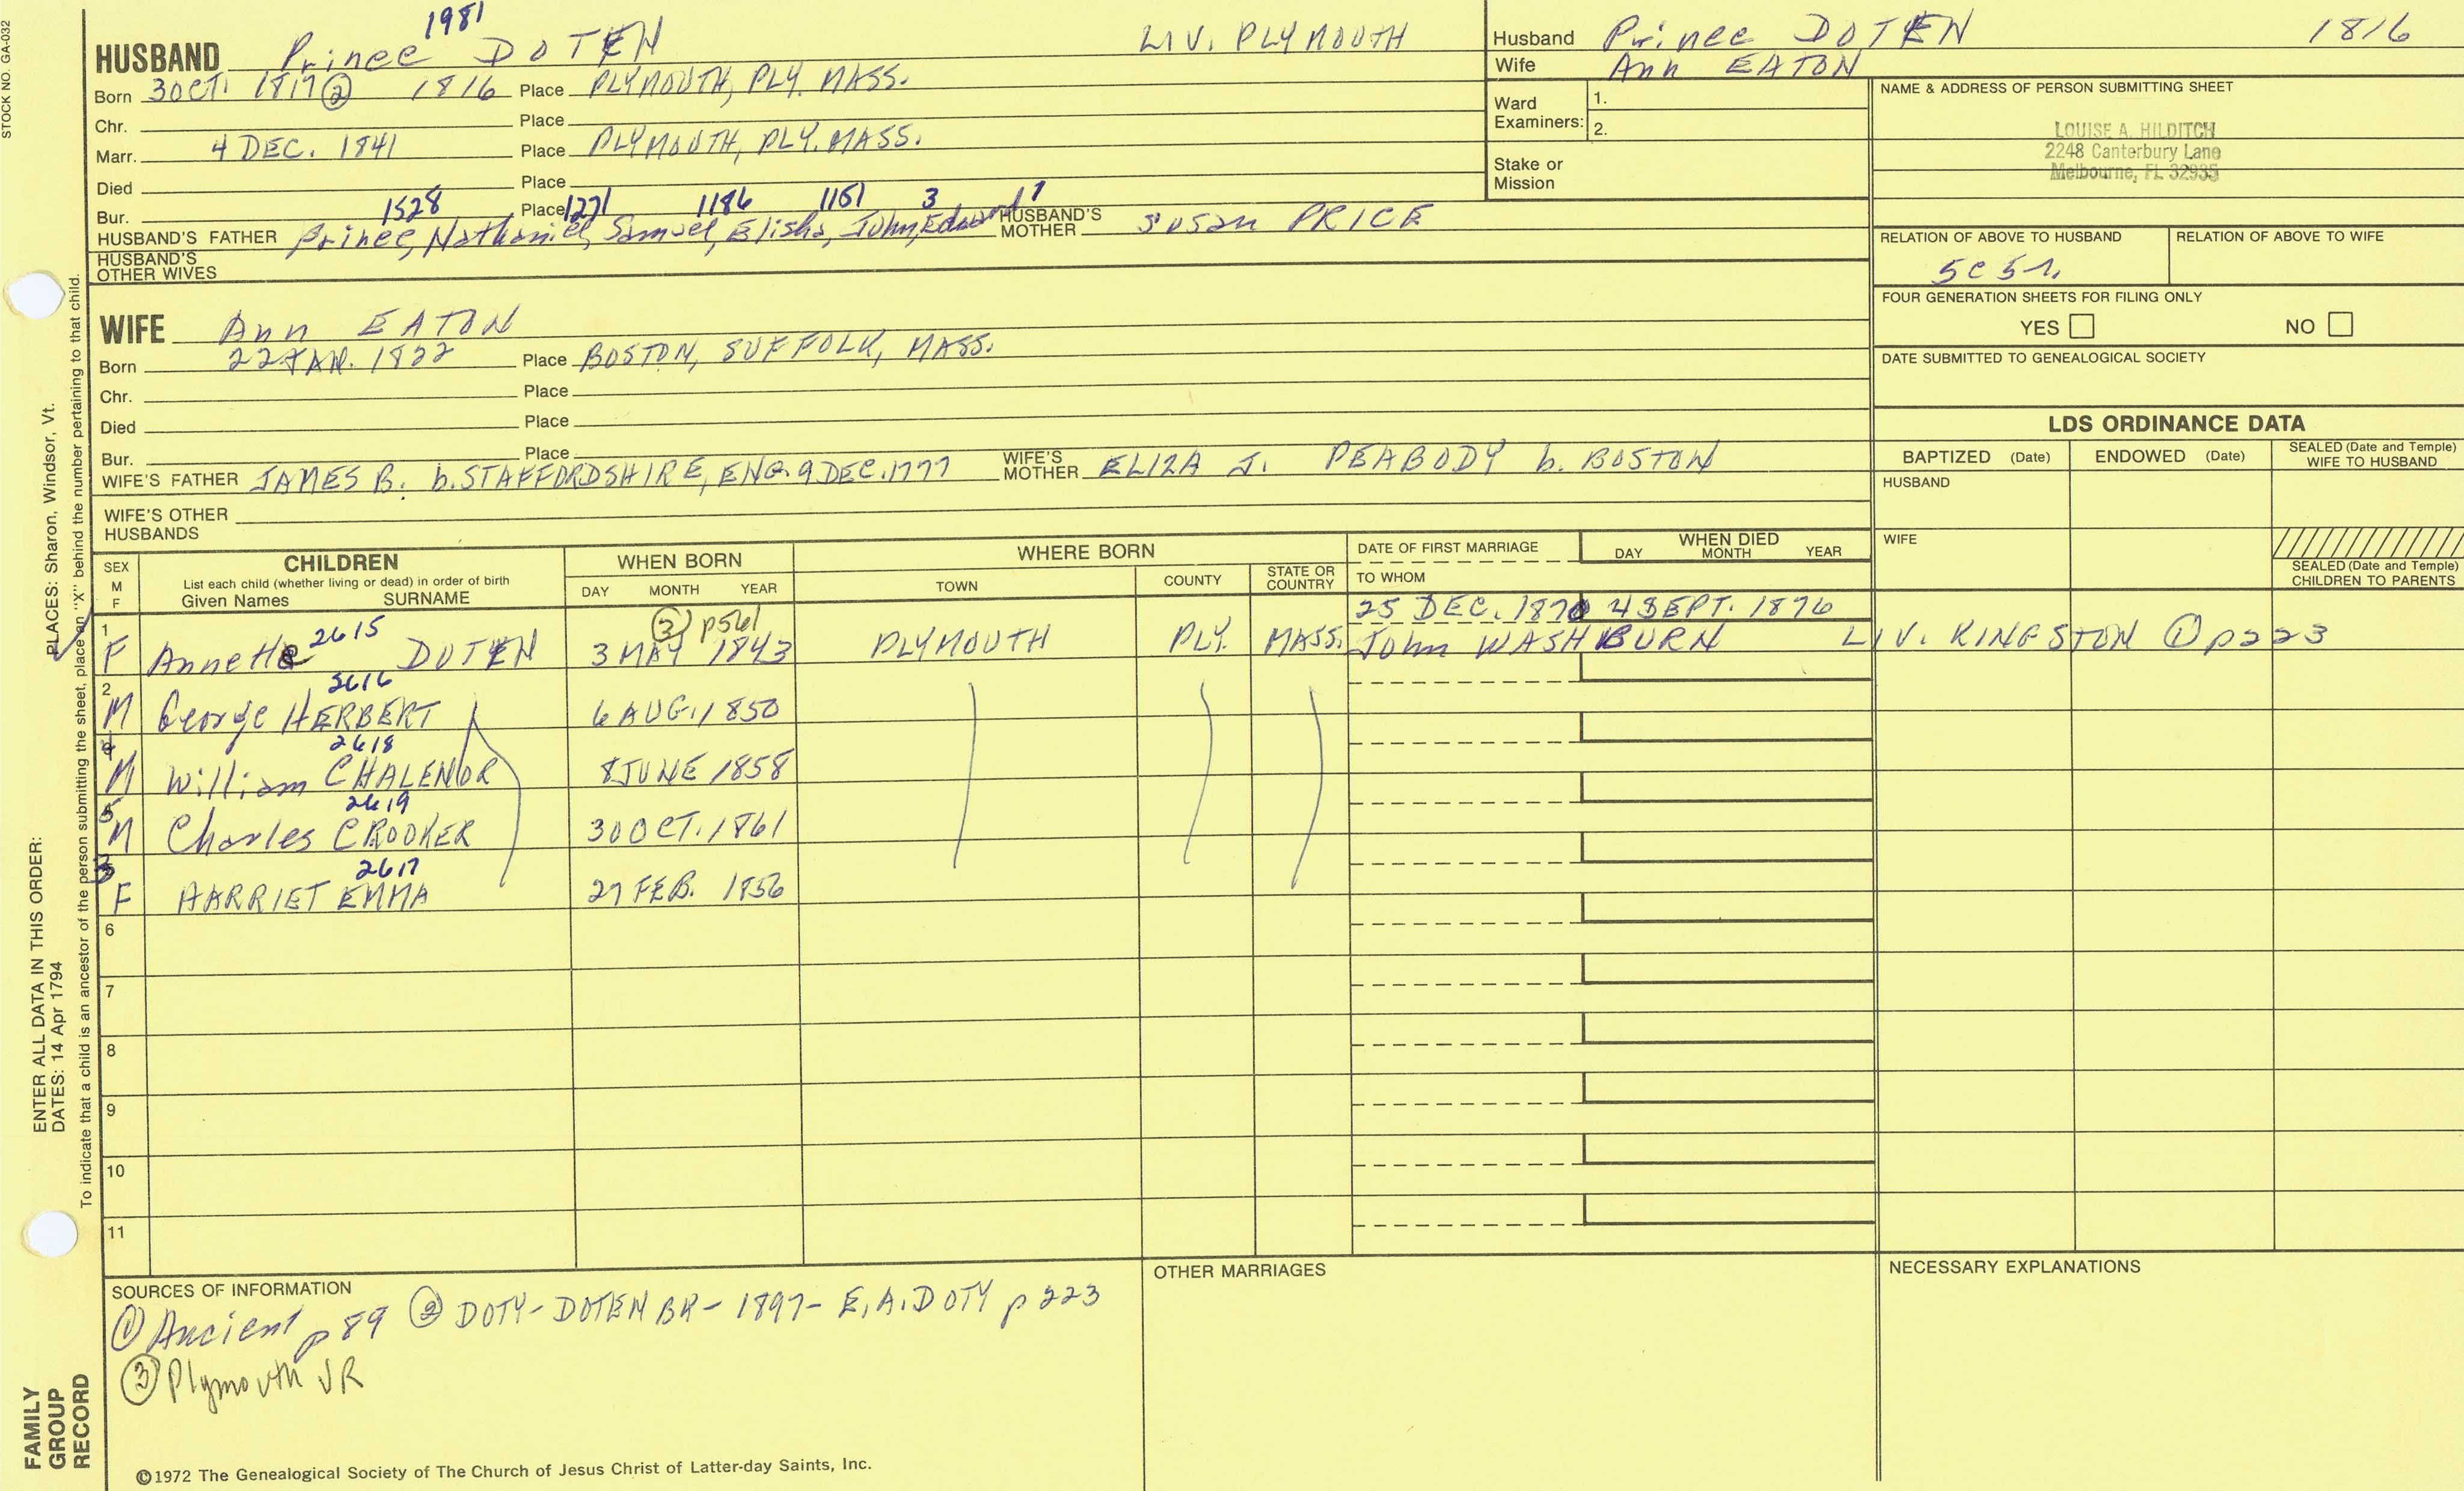 STOCK NO. GA-032
1981
HUSBAND Prince DOTEN LIV. PLYMOUTH
Born 3 OCT. 1817 ② 1816 Place PLYMOUTH, PLY. MASS.
Chr. Place
Marr. 4 DEC. 1841 Place PLYMOUTH, PLY. MASS.
Died Place
Bur. Place
1528 1271 1186 1151 3 1
HUSBAND'S FATHER Prince, Nathaniel, Samuel, Elisha, John, Edward HUSBAND'S MOTHER Susan PRICE
HUSBAND'S OTHER WIVES
Husband Prince DOTEN 1816
Wife Ann EATON
Ward Examiners: 1.
2.
Stake or Mission
NAME & ADDRESS OF PERSON SUBMITTING SHEET
LOUISE A. HILDITCH
2248 Canterbury Lane
Melbourne, FL 32935
RELATION OF ABOVE TO HUSBAND RELATION OF ABOVE TO WIFE
5c 5r.
FOUR GENERATION SHEETS FOR FILING ONLY
YES NO
DATE SUBMITTED TO GENEALOGICAL SOCIETY
WIFE Ann EATON
Born 22 JAN. 1822 Place BOSTON, SUFFOLK, MASS.
Chr. Place
Died Place
Bur. Place
WIFE'S FATHER JAMES B. b. STAFFORDSHIRE, ENG. 9 DEC. 1777 WIFE'S MOTHER ELIZA J. PEABODY b. BOSTON
WIFE'S OTHER HUSBANDS
LDS ORDINANCE DATA
BAPTIZED (Date) ENDOWED (Date) SEALED (Date and Temple) WIFE TO HUSBAND
HUSBAND
WIFE
SEALED (Date and Temple) CHILDREN TO PARENTS
SEX M F
CHILDREN
List each child (whether living or dead) in order of birth
Given Names SURNAME
WHEN BORN
DAY MONTH YEAR
WHERE BORN
TOWN COUNTY STATE OR COUNTRY
DATE OF FIRST MARRIAGE
TO WHOM
WHEN DIED
DAY MONTH YEAR
③ p561 25 DEC. 1870 4 SEPT. 1876
1 F Annette 2615 DOTEN 3 MAY 1843 PLYMOUTH PLY. MASS. John WASHBURN LIV. KINGSTON ① p223
2 M George HERBERT 2616 6 AUG. 1850
4 M William CHALENOR 2618 8 JUNE 1858
5 M Charles CROOKER 2619 30 OCT. 1861
3 F HARRIET EMMA 2617 27 FEB. 1856
6
7
8
9
10
11
SOURCES OF INFORMATION
① Ancient p 89 ② DOTY-DOTEN BK - 1897 - E.A. DOTY p 223
③ Plymouth VR
OTHER MARRIAGES
NECESSARY EXPLANATIONS
©1972 The Genealogical Society of The Church of Jesus Christ of Latter-day Saints, Inc.
FAMILY GROUP RECORD
ENTER ALL DATA IN THIS ORDER:
DATES: 14 Apr 1794
PLACES: Sharon, Windsor, Vt.
To indicate that a child is an ancestor of the person submitting the sheet, place an "X" behind the number pertaining to that child.